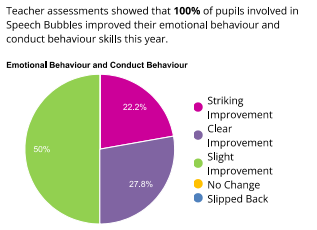 Teacher assessments showed that 100% of pupils involved in
Speech Bubbles improved their emotional behaviour and
conduct behaviour skills this year.
Emotional Behaviour and Conduct Behaviour
22.2%
50%
27.8%
Striking
Improvement
Clear
Improvement
Slight
Improvement
No Change
Slipped Back